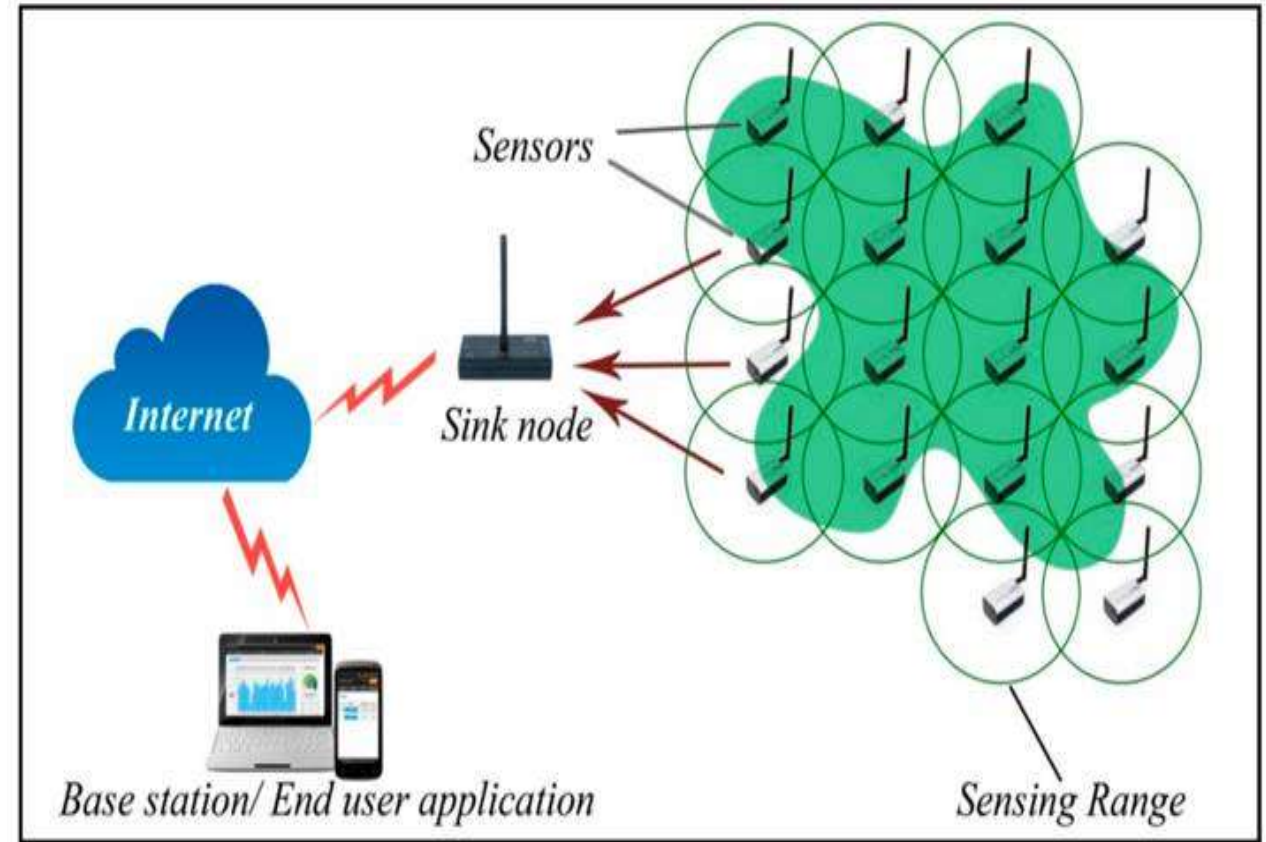 Sensors
Internet
Sink node
Base station/ End user application
Sensing Range